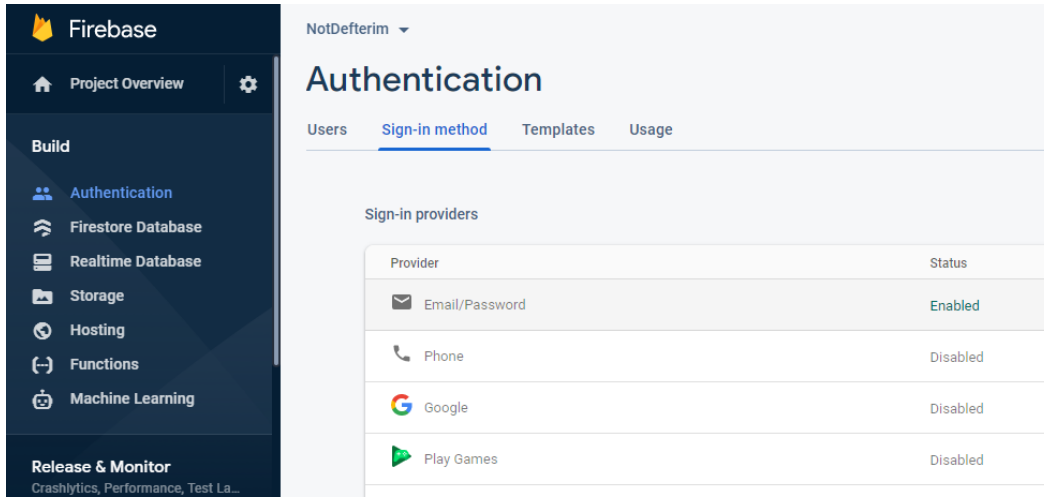 Firebase
Project Overview
Build
Authentication
Firestore Database
Realtime Database
Storage
Hosting
Functions
Machine Learning
Release & Monitor
Crashlytics, Performance, Test La...
NotDefterim
Authentication
Users Sign-in method Templates Usage
Sign-in providers
Provider Status
Email/Password Enabled
Phone Disabled
Google Disabled
Play Games Disabled